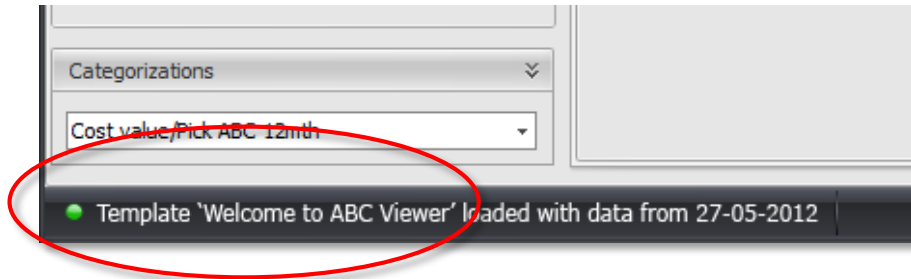 Categorizations
Cost value/Pick ABC 12mth
Template 'Welcome to ABC Viewer' loaded with data from 27-05-2012